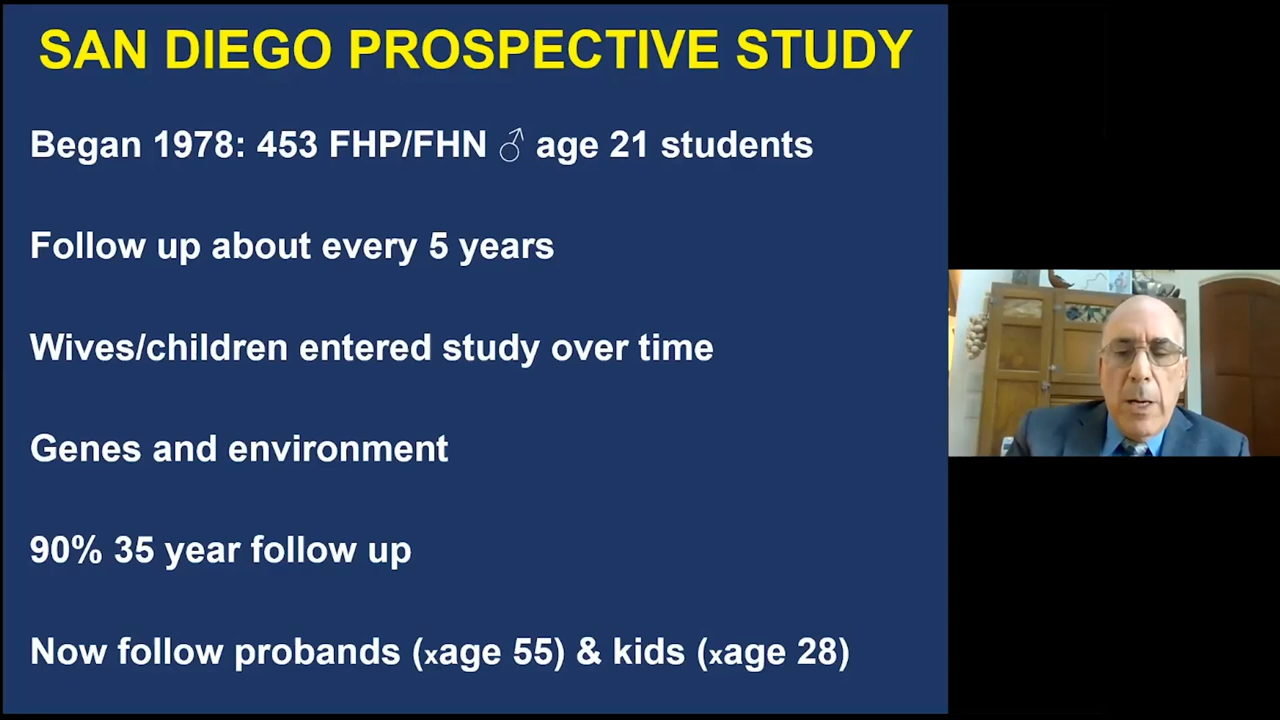 SAN DIEGO PROSPECTIVE STUDY
Began 1978: 453 FHP/FHN ♂ age 21 students
Follow up about every 5 years
Wives/children entered study over time
Genes and environment
90% 35 year follow up
Now follow probands (xage 55) & kids (xage 28)